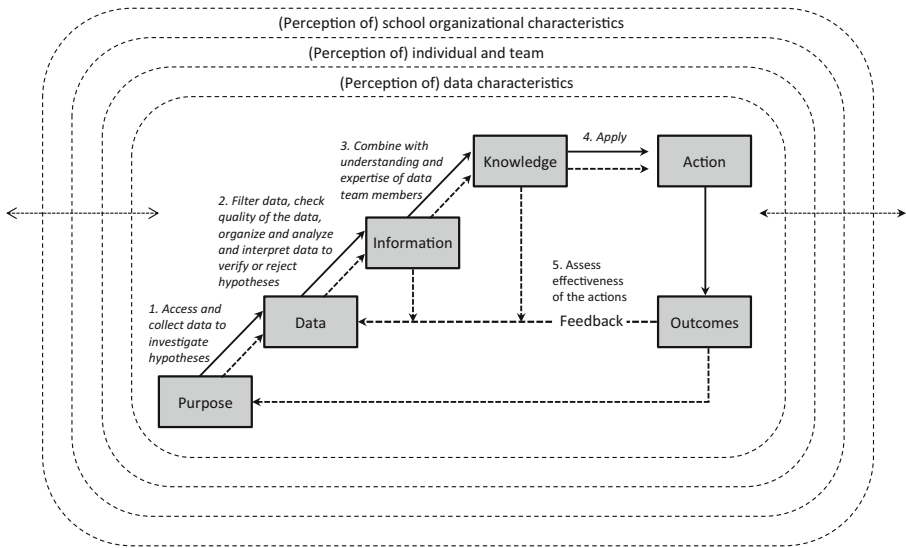 (Perception of) school organizational characteristics
(Perception of) individual and team
(Perception of) data characteristics
3. Combine with
understanding and
expertise of data
team members
Knowledge
4. Apply
Action
2. Filter data, check
quality of the data,
organize and analyze
and interpret data to
verify or reject
hypotheses
Information
1. Access and
collect data to
investigate
hypotheses
Data
5. Assess
effectiveness
of the actions
Feedback
Outcomes
Purpose